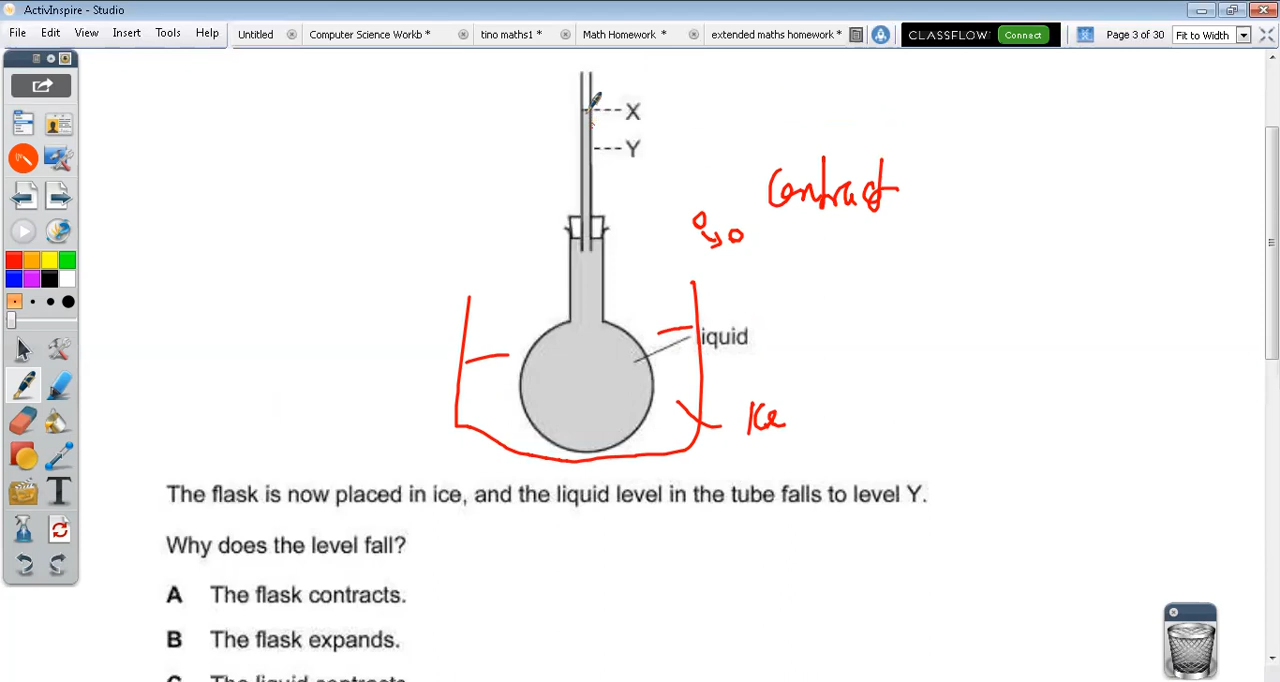 ActivInspire - Studio
File Edit View Insert Tools Help
Untitled
Computer Science Workb *
tino maths1 *
Math Homework *
extended maths homework *
CLASSFLOW
Connect
Page 3 of 30
Fit to Width
X
Y
Contract
liquid
Ice
The flask is now placed in ice, and the liquid level in the tube falls to level Y.
Why does the level fall?
A The flask contracts.
B The flask expands.
C The liquid contracts